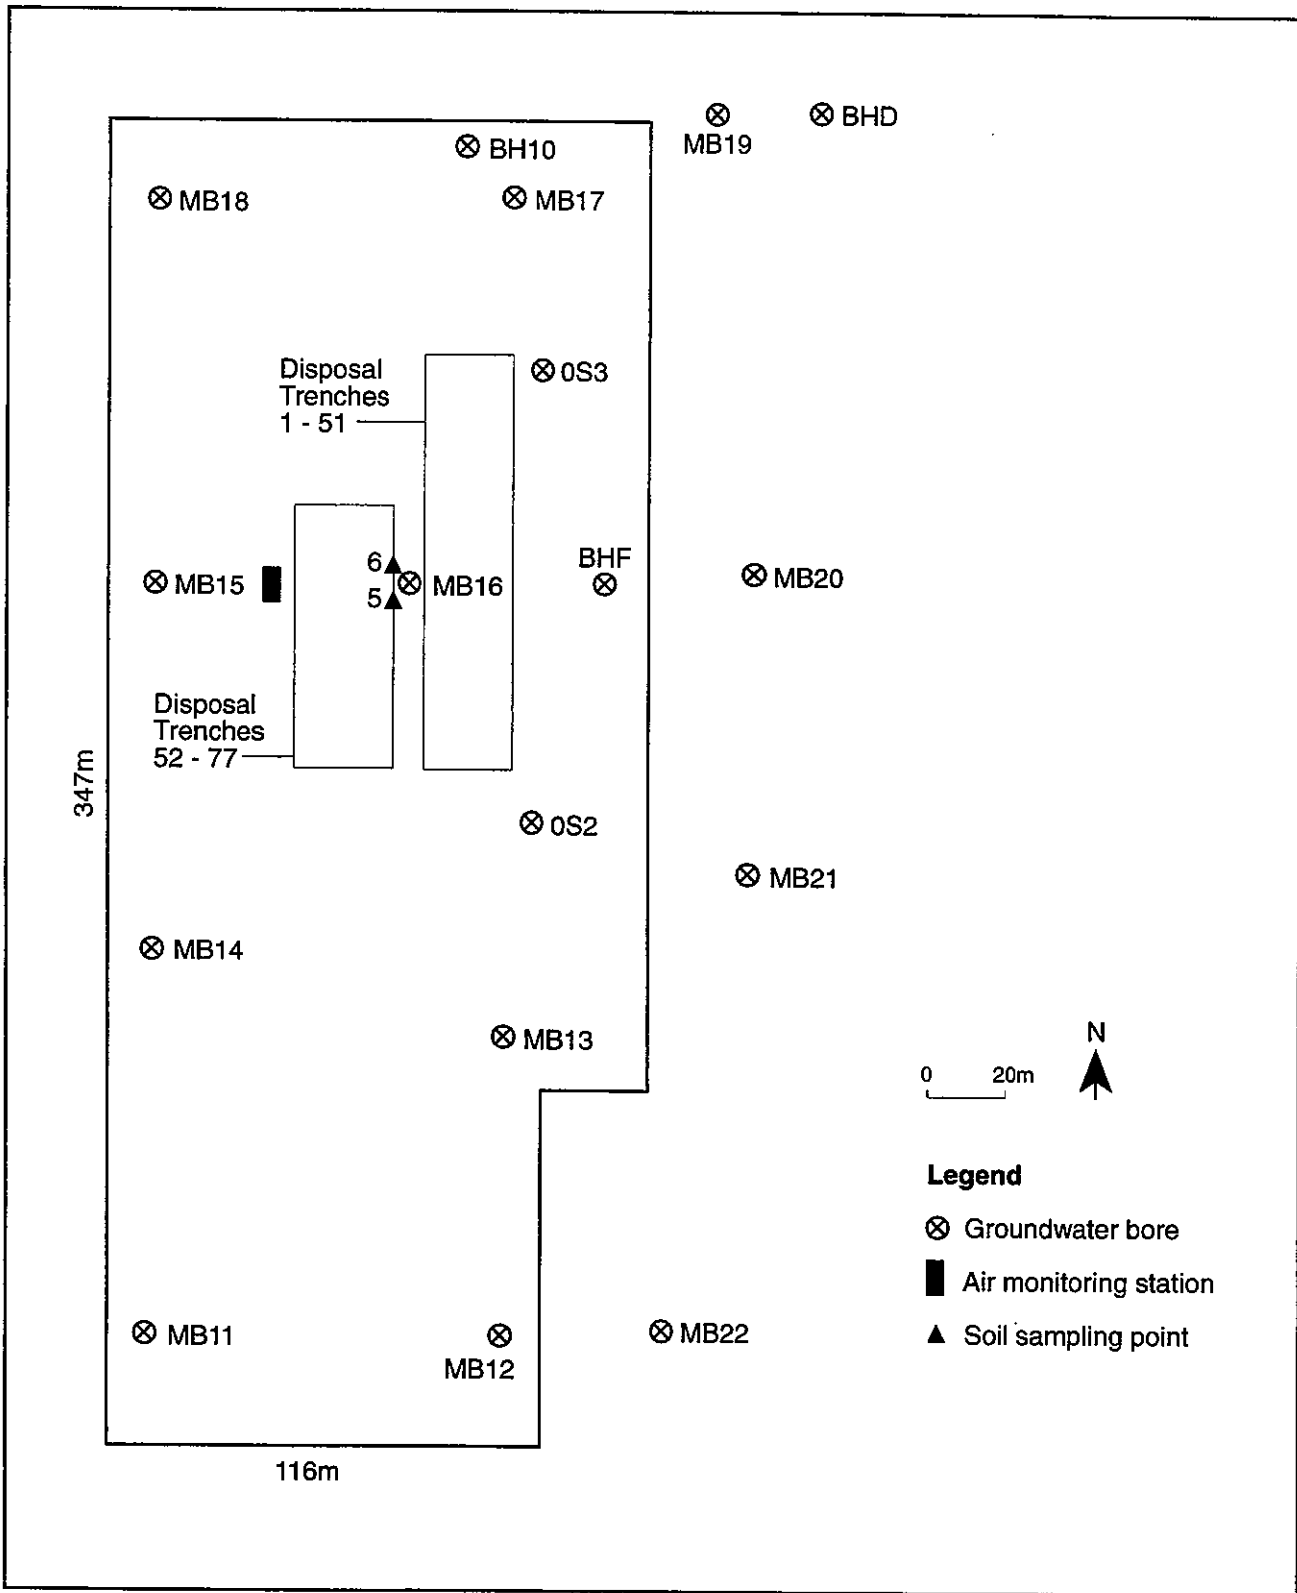 BHD
MB19
BH10
MB18
MB17
Disposal
Trenches
1 - 51
0S3
6
5
MB15
MB16
BHF
MB20
Disposal
Trenches
52 - 77
347m
0S2
MB21
MB14
MB13
N
0 20m
Legend
Groundwater bore
Air monitoring station
Soil sampling point
MB11
MB12
MB22
116m